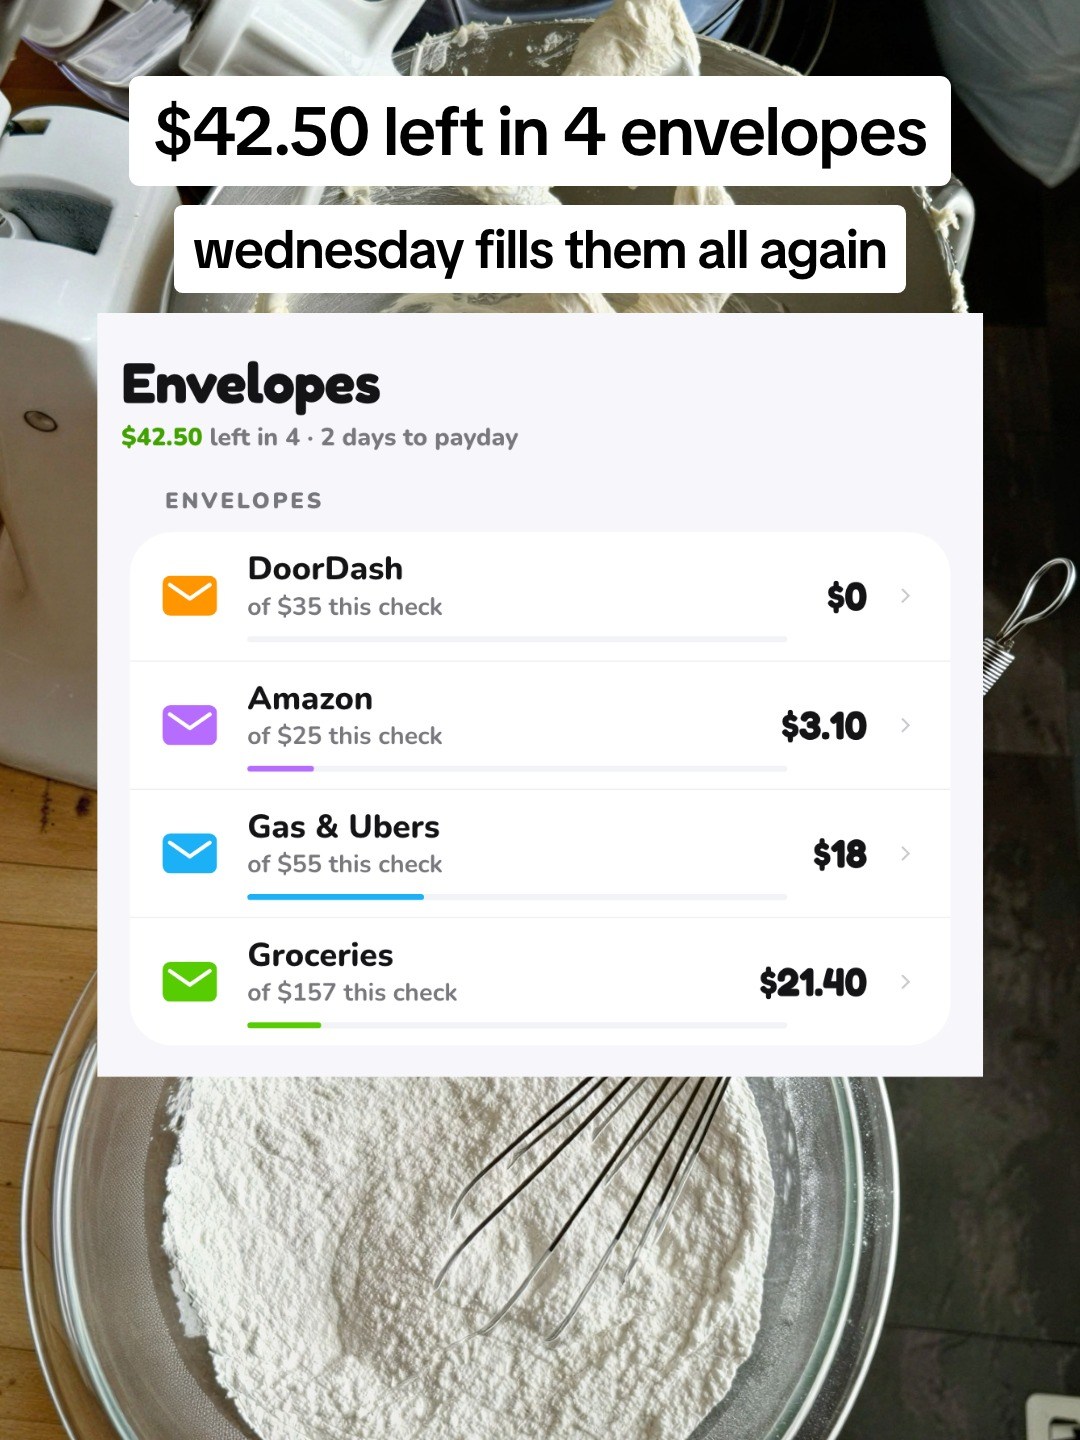 $42.50 left in 4 envelopes
wednesday fills them all again
Envelopes
$42.50 left in 4 · 2 days to payday
ENVELOPES
DoorDash
of $35 this check
$0
Amazon
of $25 this check
$3.10
Gas & Ubers
of $55 this check
$18
Groceries
of $157 this check
$21.40